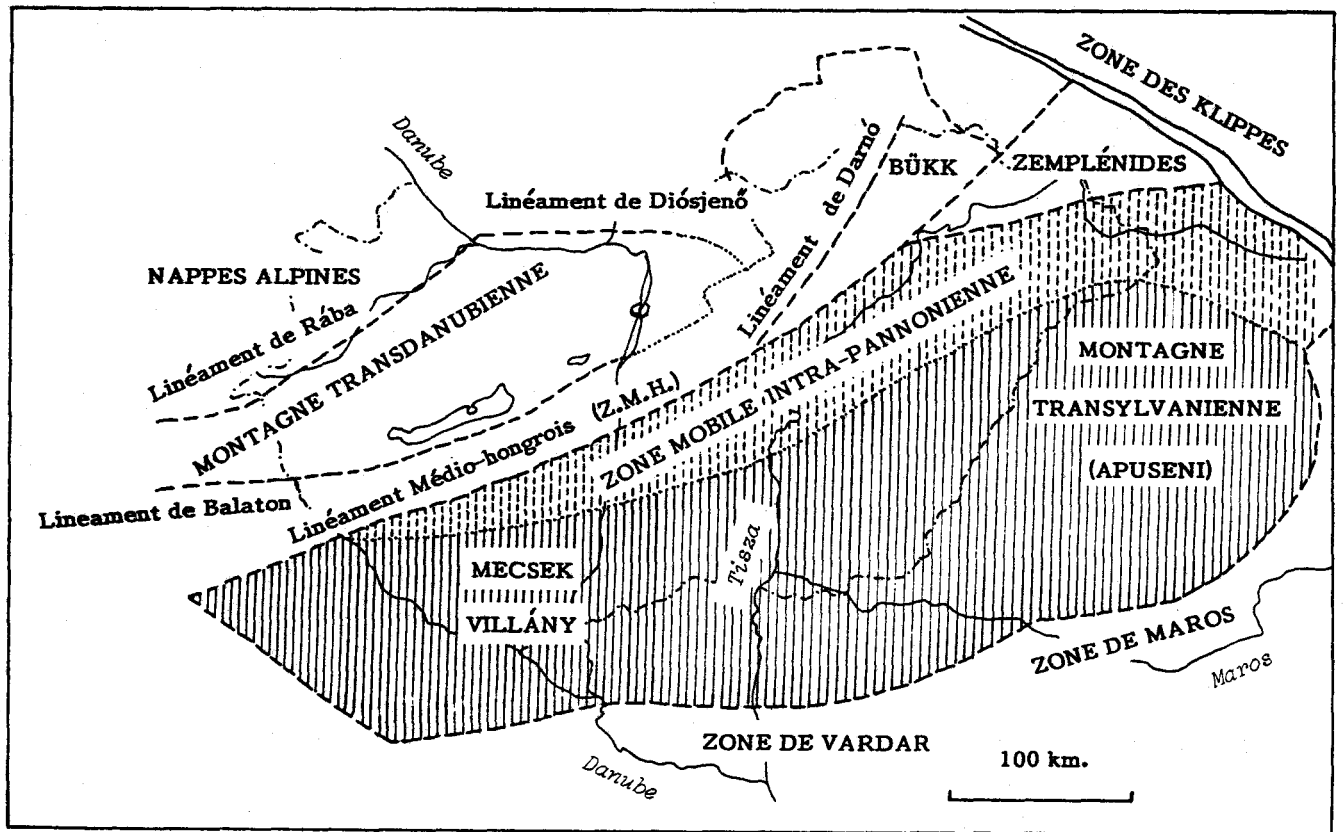 ZONE DES KLIPPES
Danube
Linéament de Darnó
BÜKK
ZEMPLÉNIDES
Linéament de Diósjenő
NAPPES ALPINES
Linéament de Rába
MONTAGNE TRANSDANUBIENNE
Linéament Médio-hongrois (Z.M.H.)
ZONE MOBILE INTRA-PANNONIENNE
MONTAGNE
TRANSYLVANIENNE
(APUSENI)
Lineament de Balaton
MECSEK
VILLÁNY
Tisza
ZONE DE MAROS
Maros
ZONE DE VARDAR
Danube
100 km.